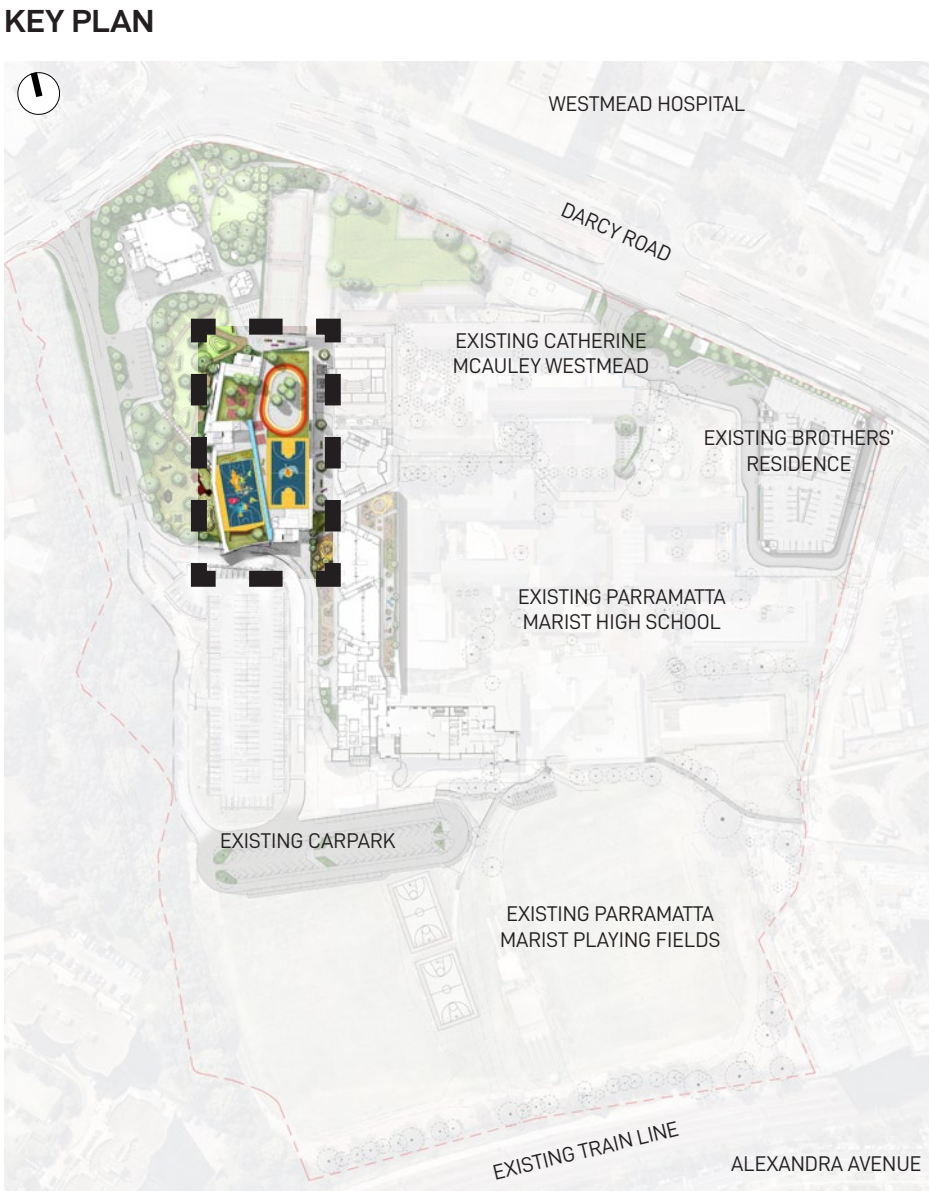 KEY PLAN
WESTMEAD HOSPITAL
DARCY ROAD
EXISTING CATHERINE
MCAULEY WESTMEAD
EXISTING BROTHERS'
RESIDENCE
EXISTING PARRAMATTA
MARIST HIGH SCHOOL
EXISTING CARPARK
EXISTING PARRAMATTA
MARIST PLAYING FIELDS
EXISTING TRAIN LINE
ALEXANDRA AVENUE